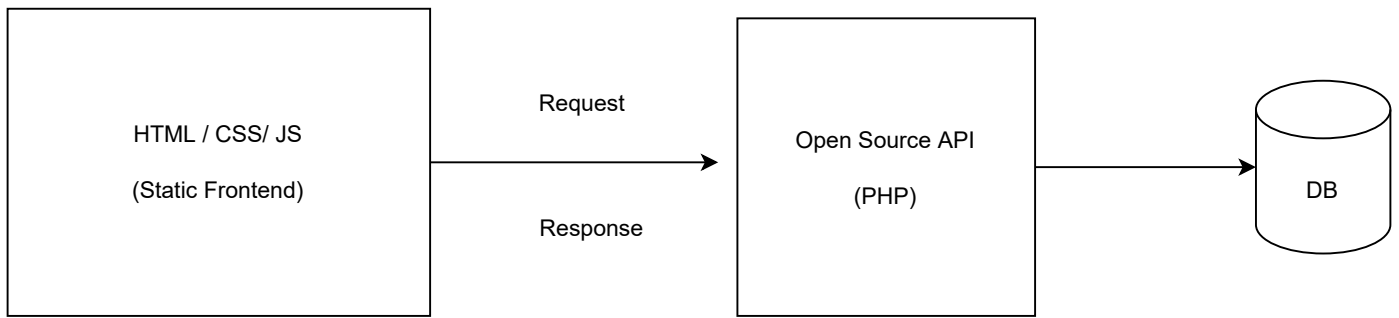 HTML / CSS/ JS
(Static Frontend)
Request
Response
Open Source API
(PHP)
DB